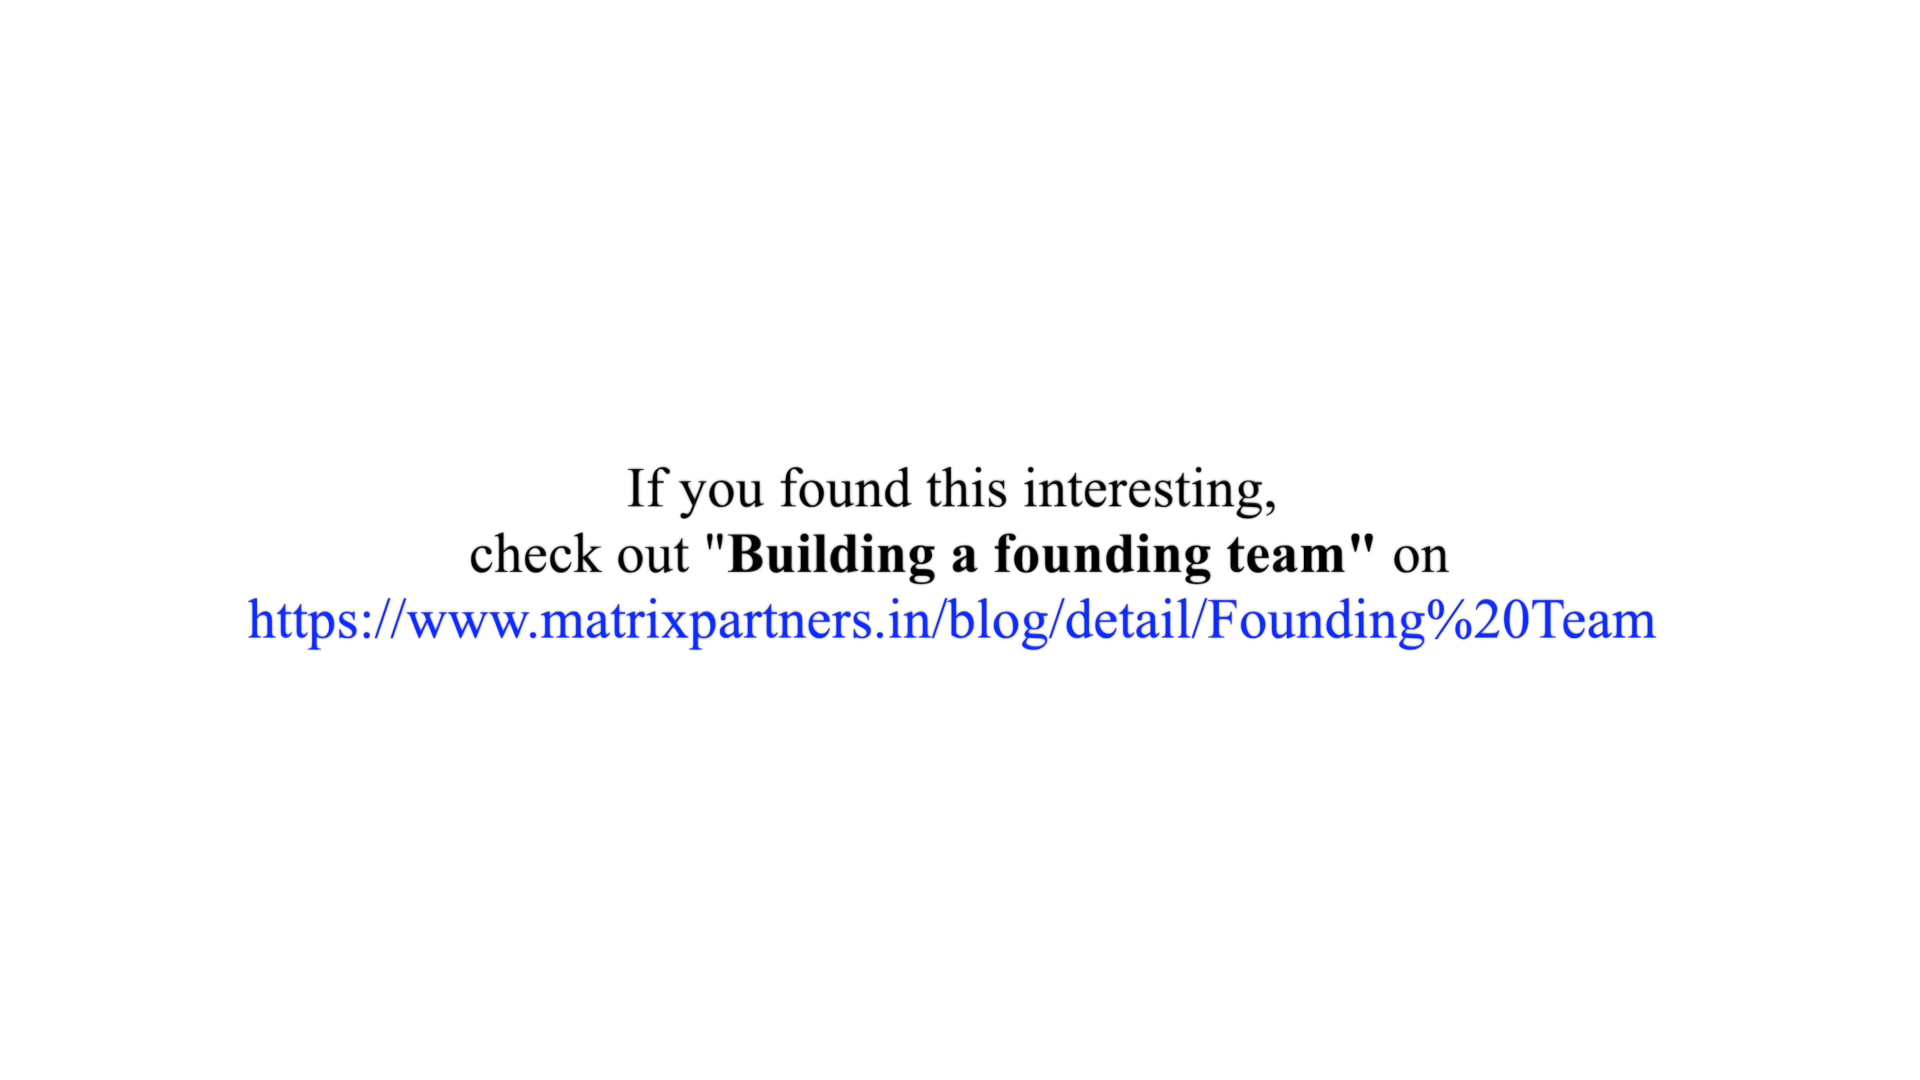 If you found this interesting,
check out "Building a founding team" on
https://www.matrixpartners.in/blog/detail/Founding%20Team